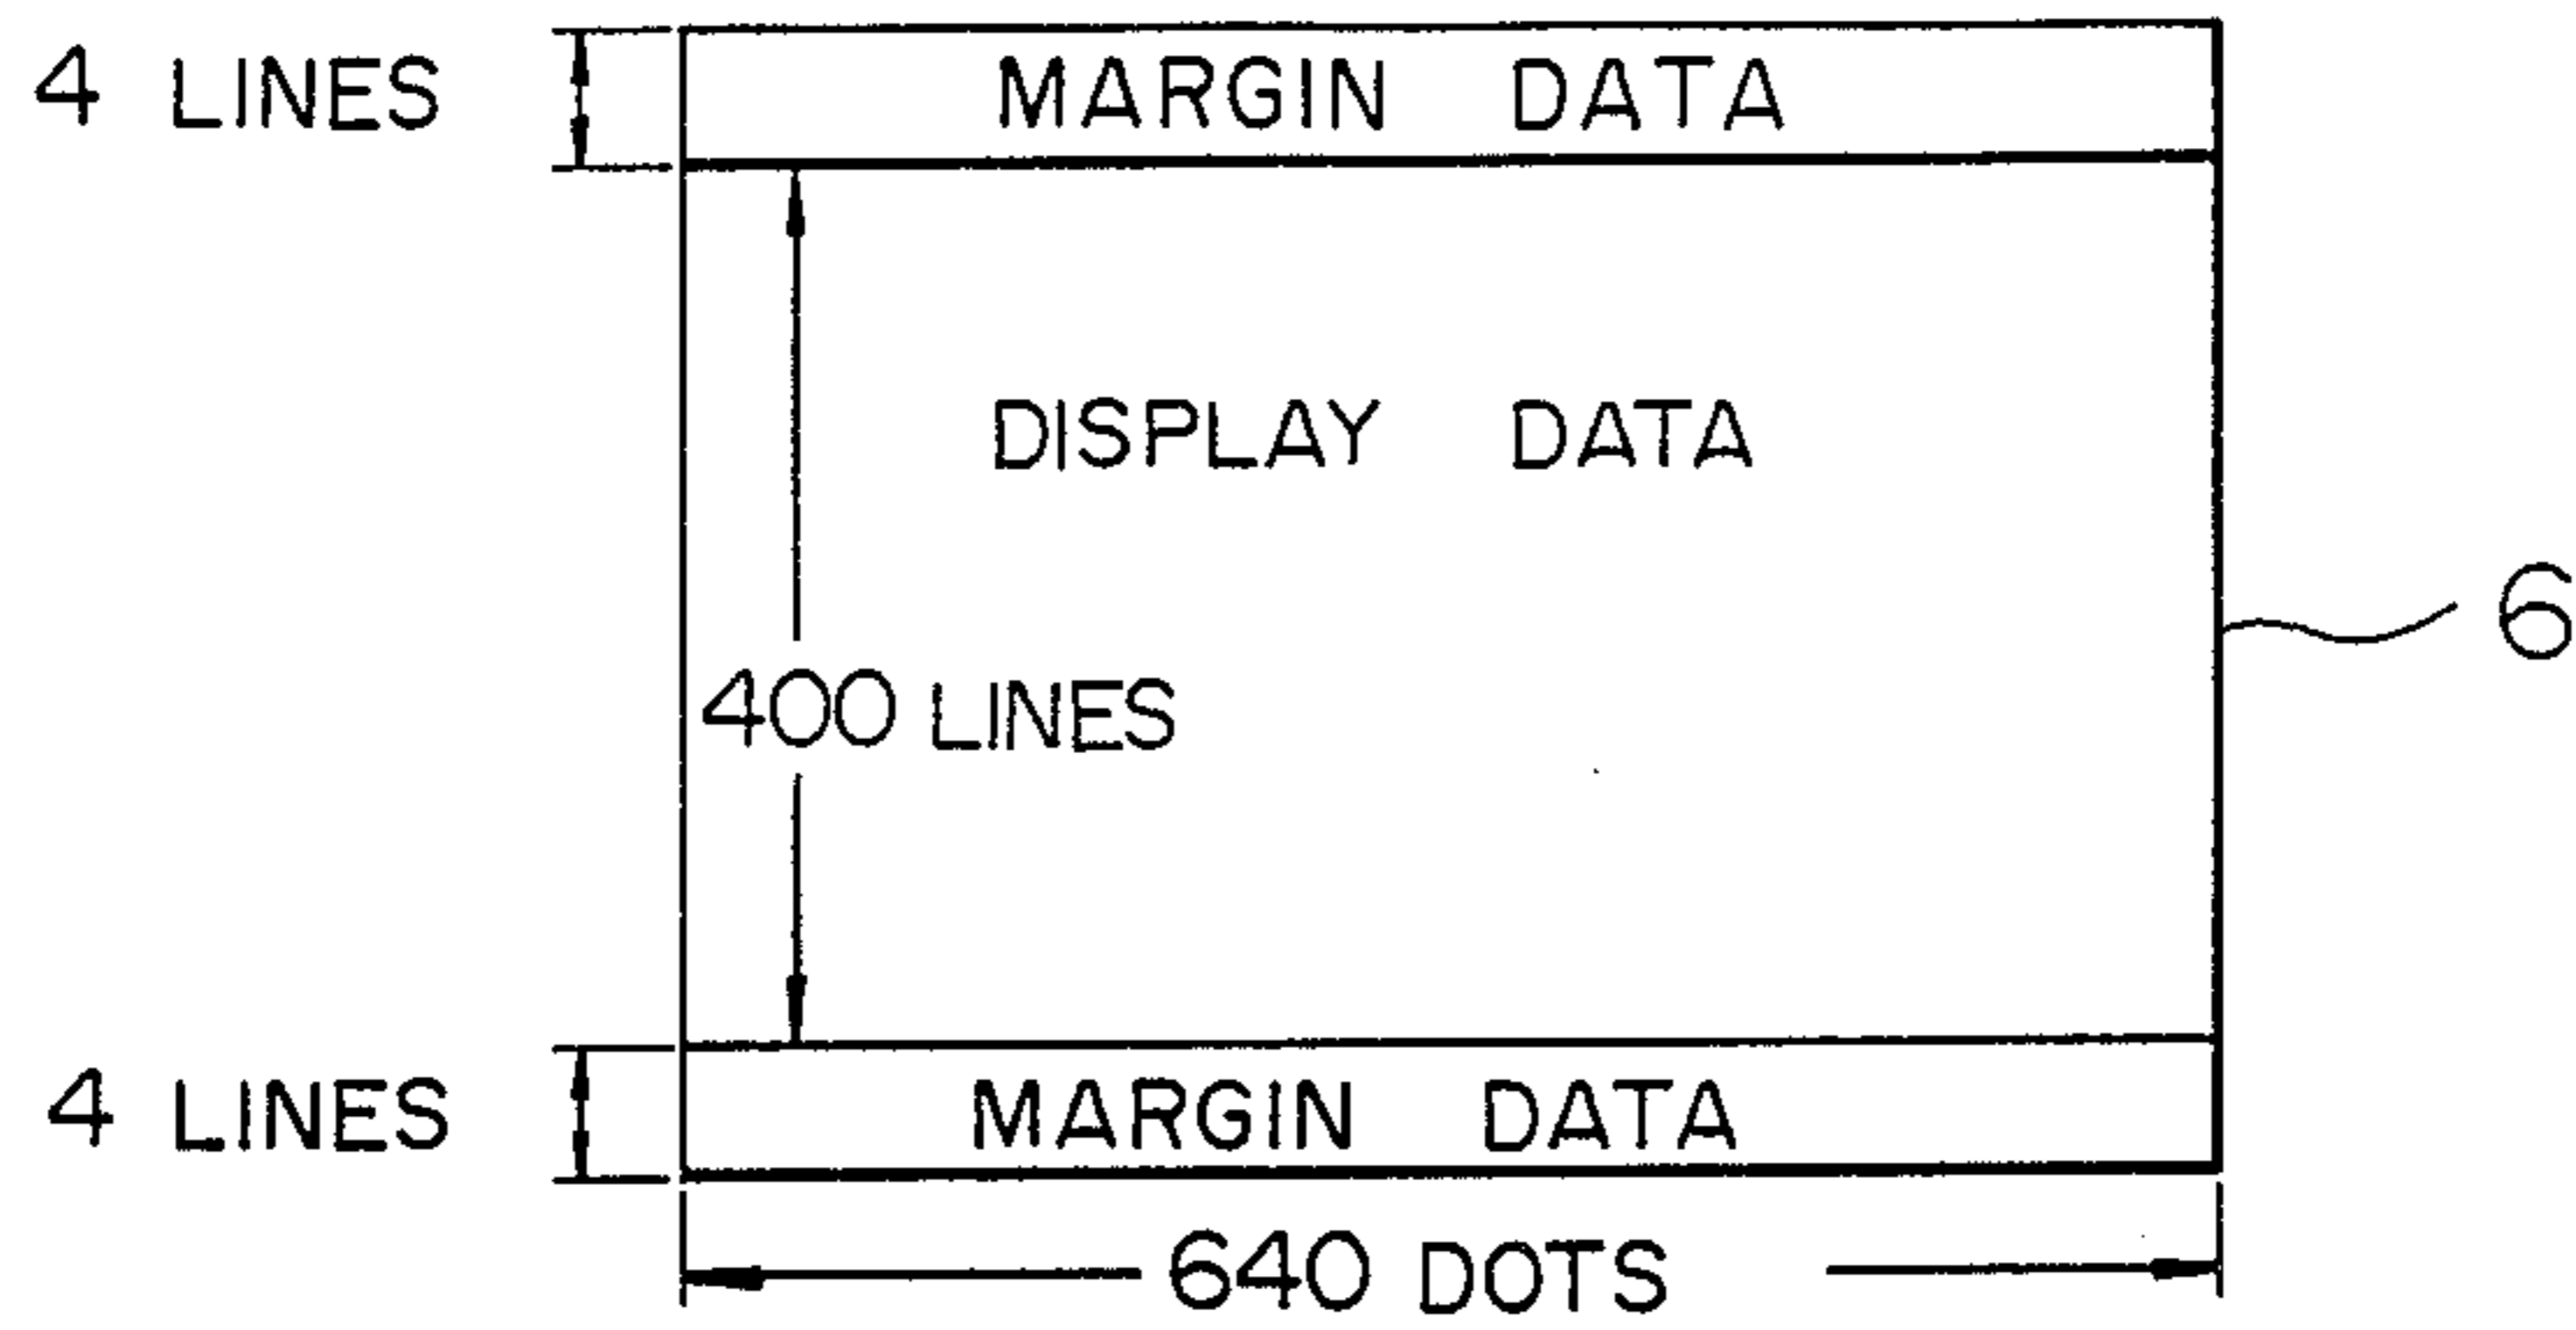 4 LINES
MARGIN DATA
DISPLAY DATA
6
400 LINES
4 LINES
MARGIN DATA
640 DOTS